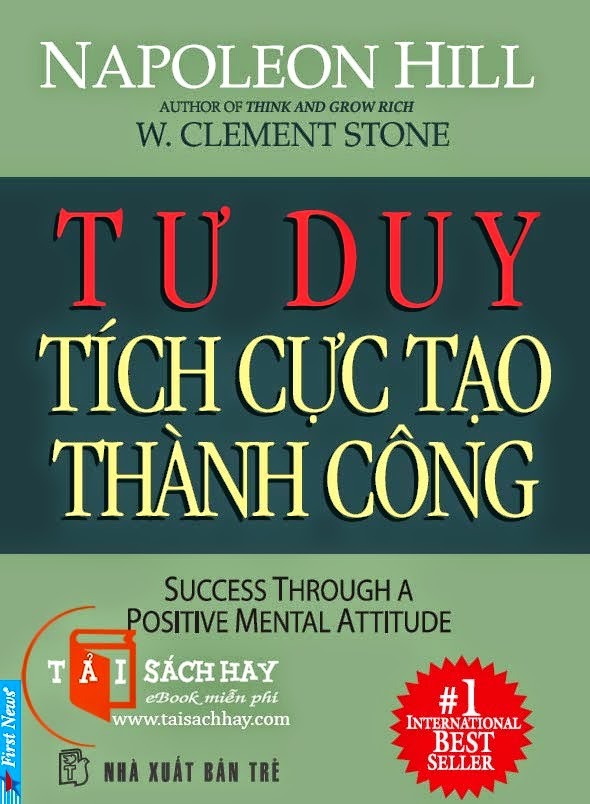 NAPOLEON HILL
AUTHOR OF THINK AND GROW RICH
W. CLEMENT STONE
TƯ DUY
TÍCH CỰC TẠO
THÀNH CÔNG
SUCCESS THROUGH A
POSITIVE MENTAL ATTITUDE
TẢI SÁCH HAY
eBook miễn phí
www.taisachhay.com
#1
INTERNATIONAL
BEST
SELLER
First News
NHÀ XUẤT BẢN TRẺ